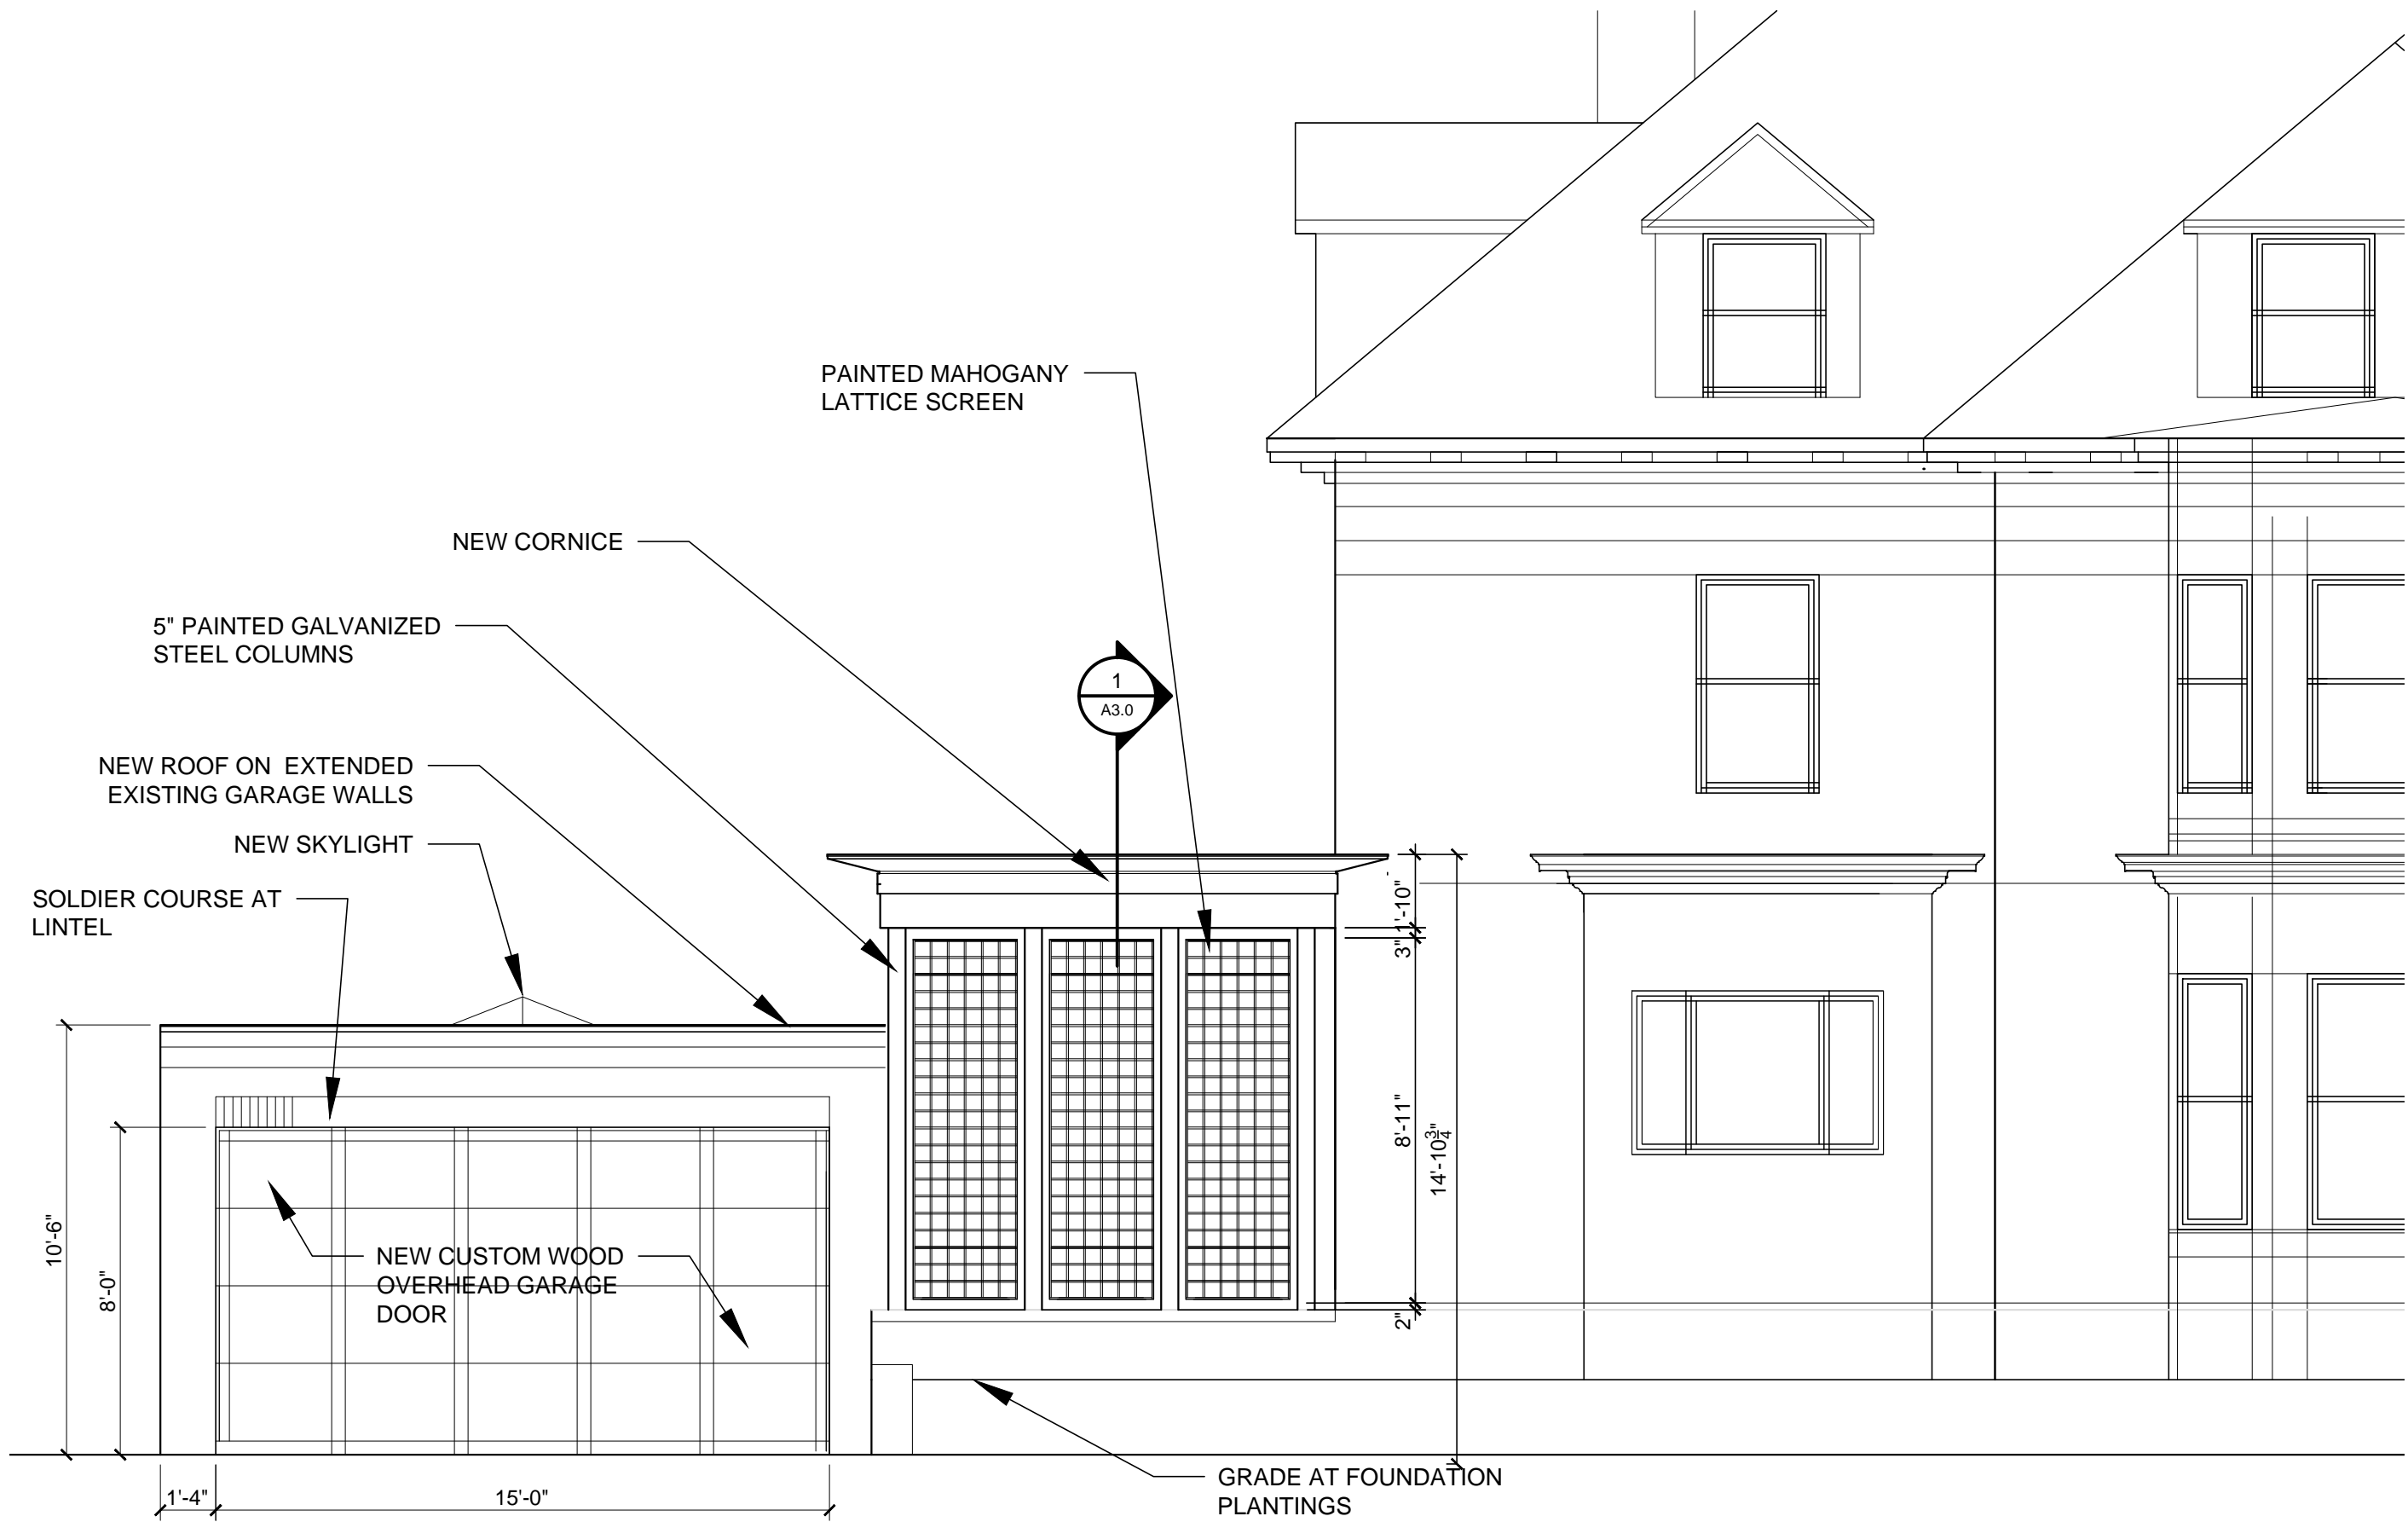 PAINTED MAHOGANY
LATTICE SCREEN
NEW CORNICE
5" PAINTED GALVANIZED
STEEL COLUMNS
1
A3.0
NEW ROOF ON EXTENDED
EXISTING GARAGE WALLS
NEW SKYLIGHT
SOLDIER COURSE AT
LINTEL
1'-10"
3"
8'-11"
14'-10 3/4"
2"
10'-6"
8'-0"
NEW CUSTOM WOOD
OVERHEAD GARAGE
DOOR
GRADE AT FOUNDATION
PLANTINGS
1'-4"
15'-0"